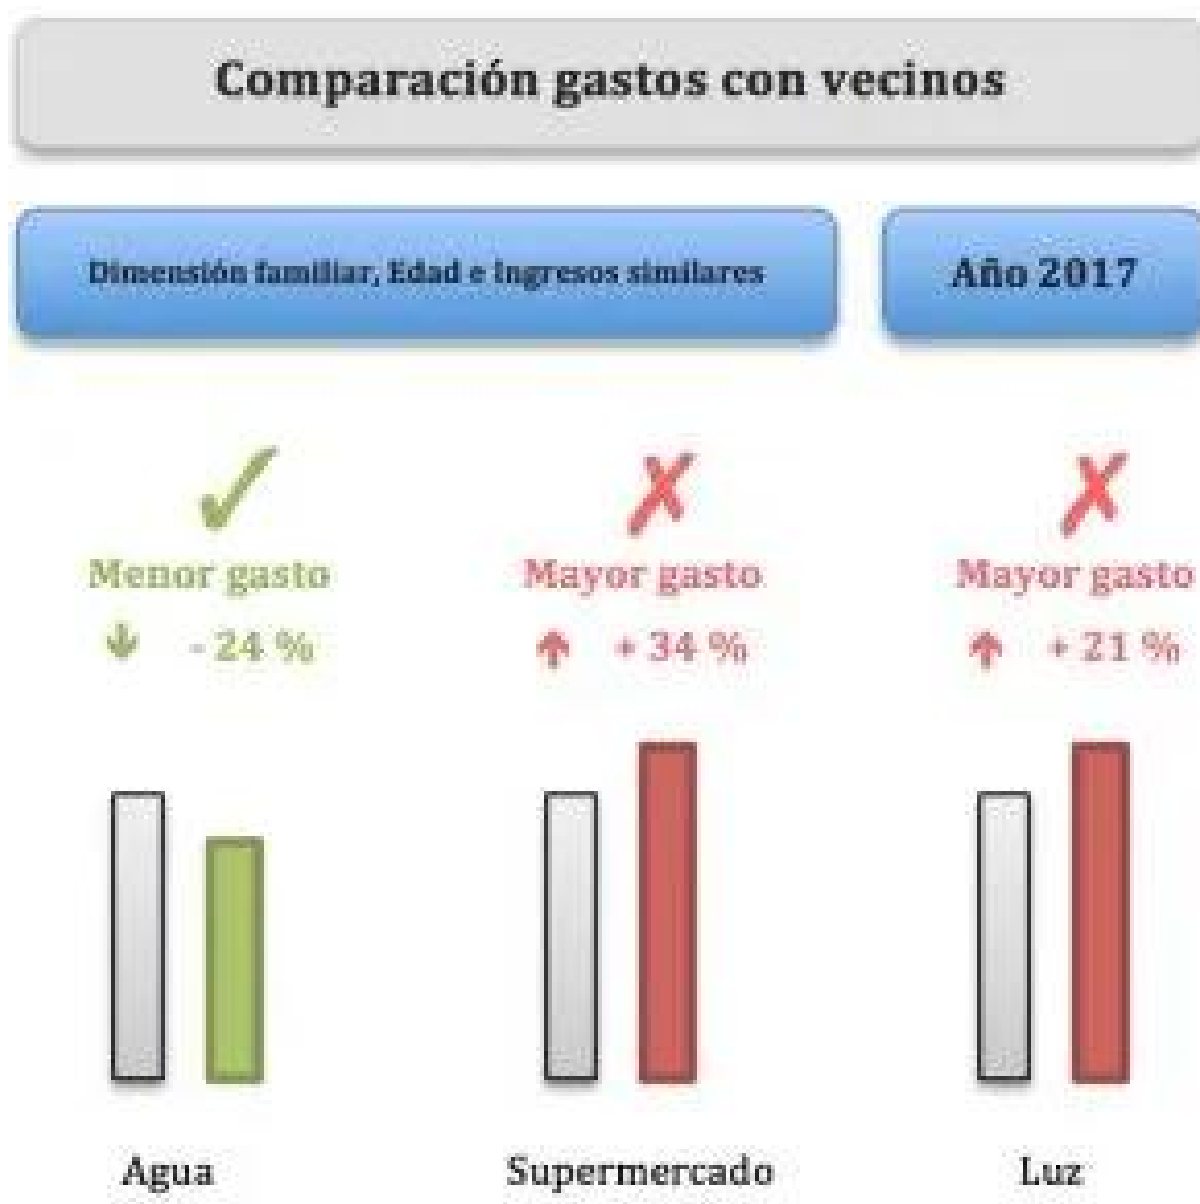 Comparación gastos con vecinos
Dimensión familiar, Edad e Ingresos similares
Año 2017
Menor gasto
- 24 %
Mayor gasto
+ 34 %
Mayor gasto
+ 21 %
Agua
Supermercado
Luz